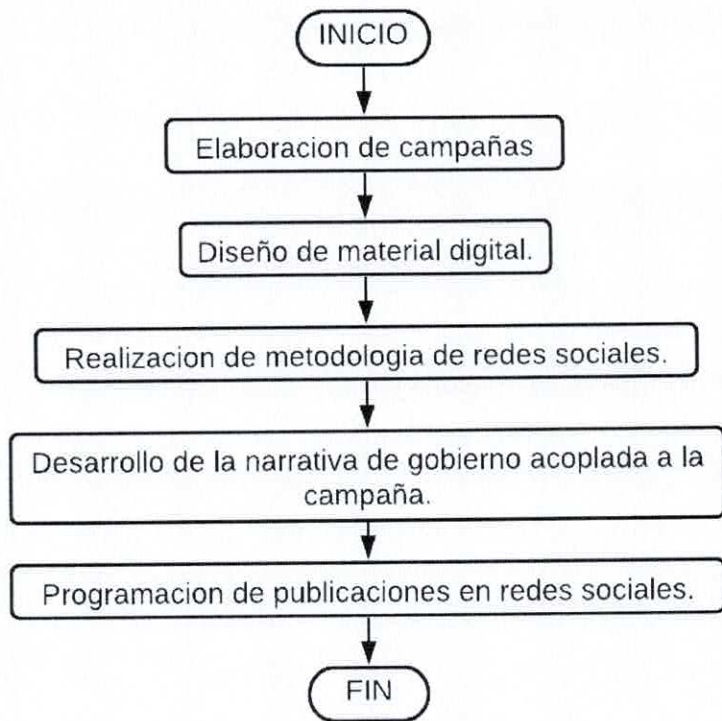 INICIO
Elaboracion de campañas
Diseño de material digital.
Realizacion de metodologia de redes sociales.
Desarrollo de la narrativa de gobierno acoplada a la
campaña.
Programacion de publicaciones en redes sociales.
FIN